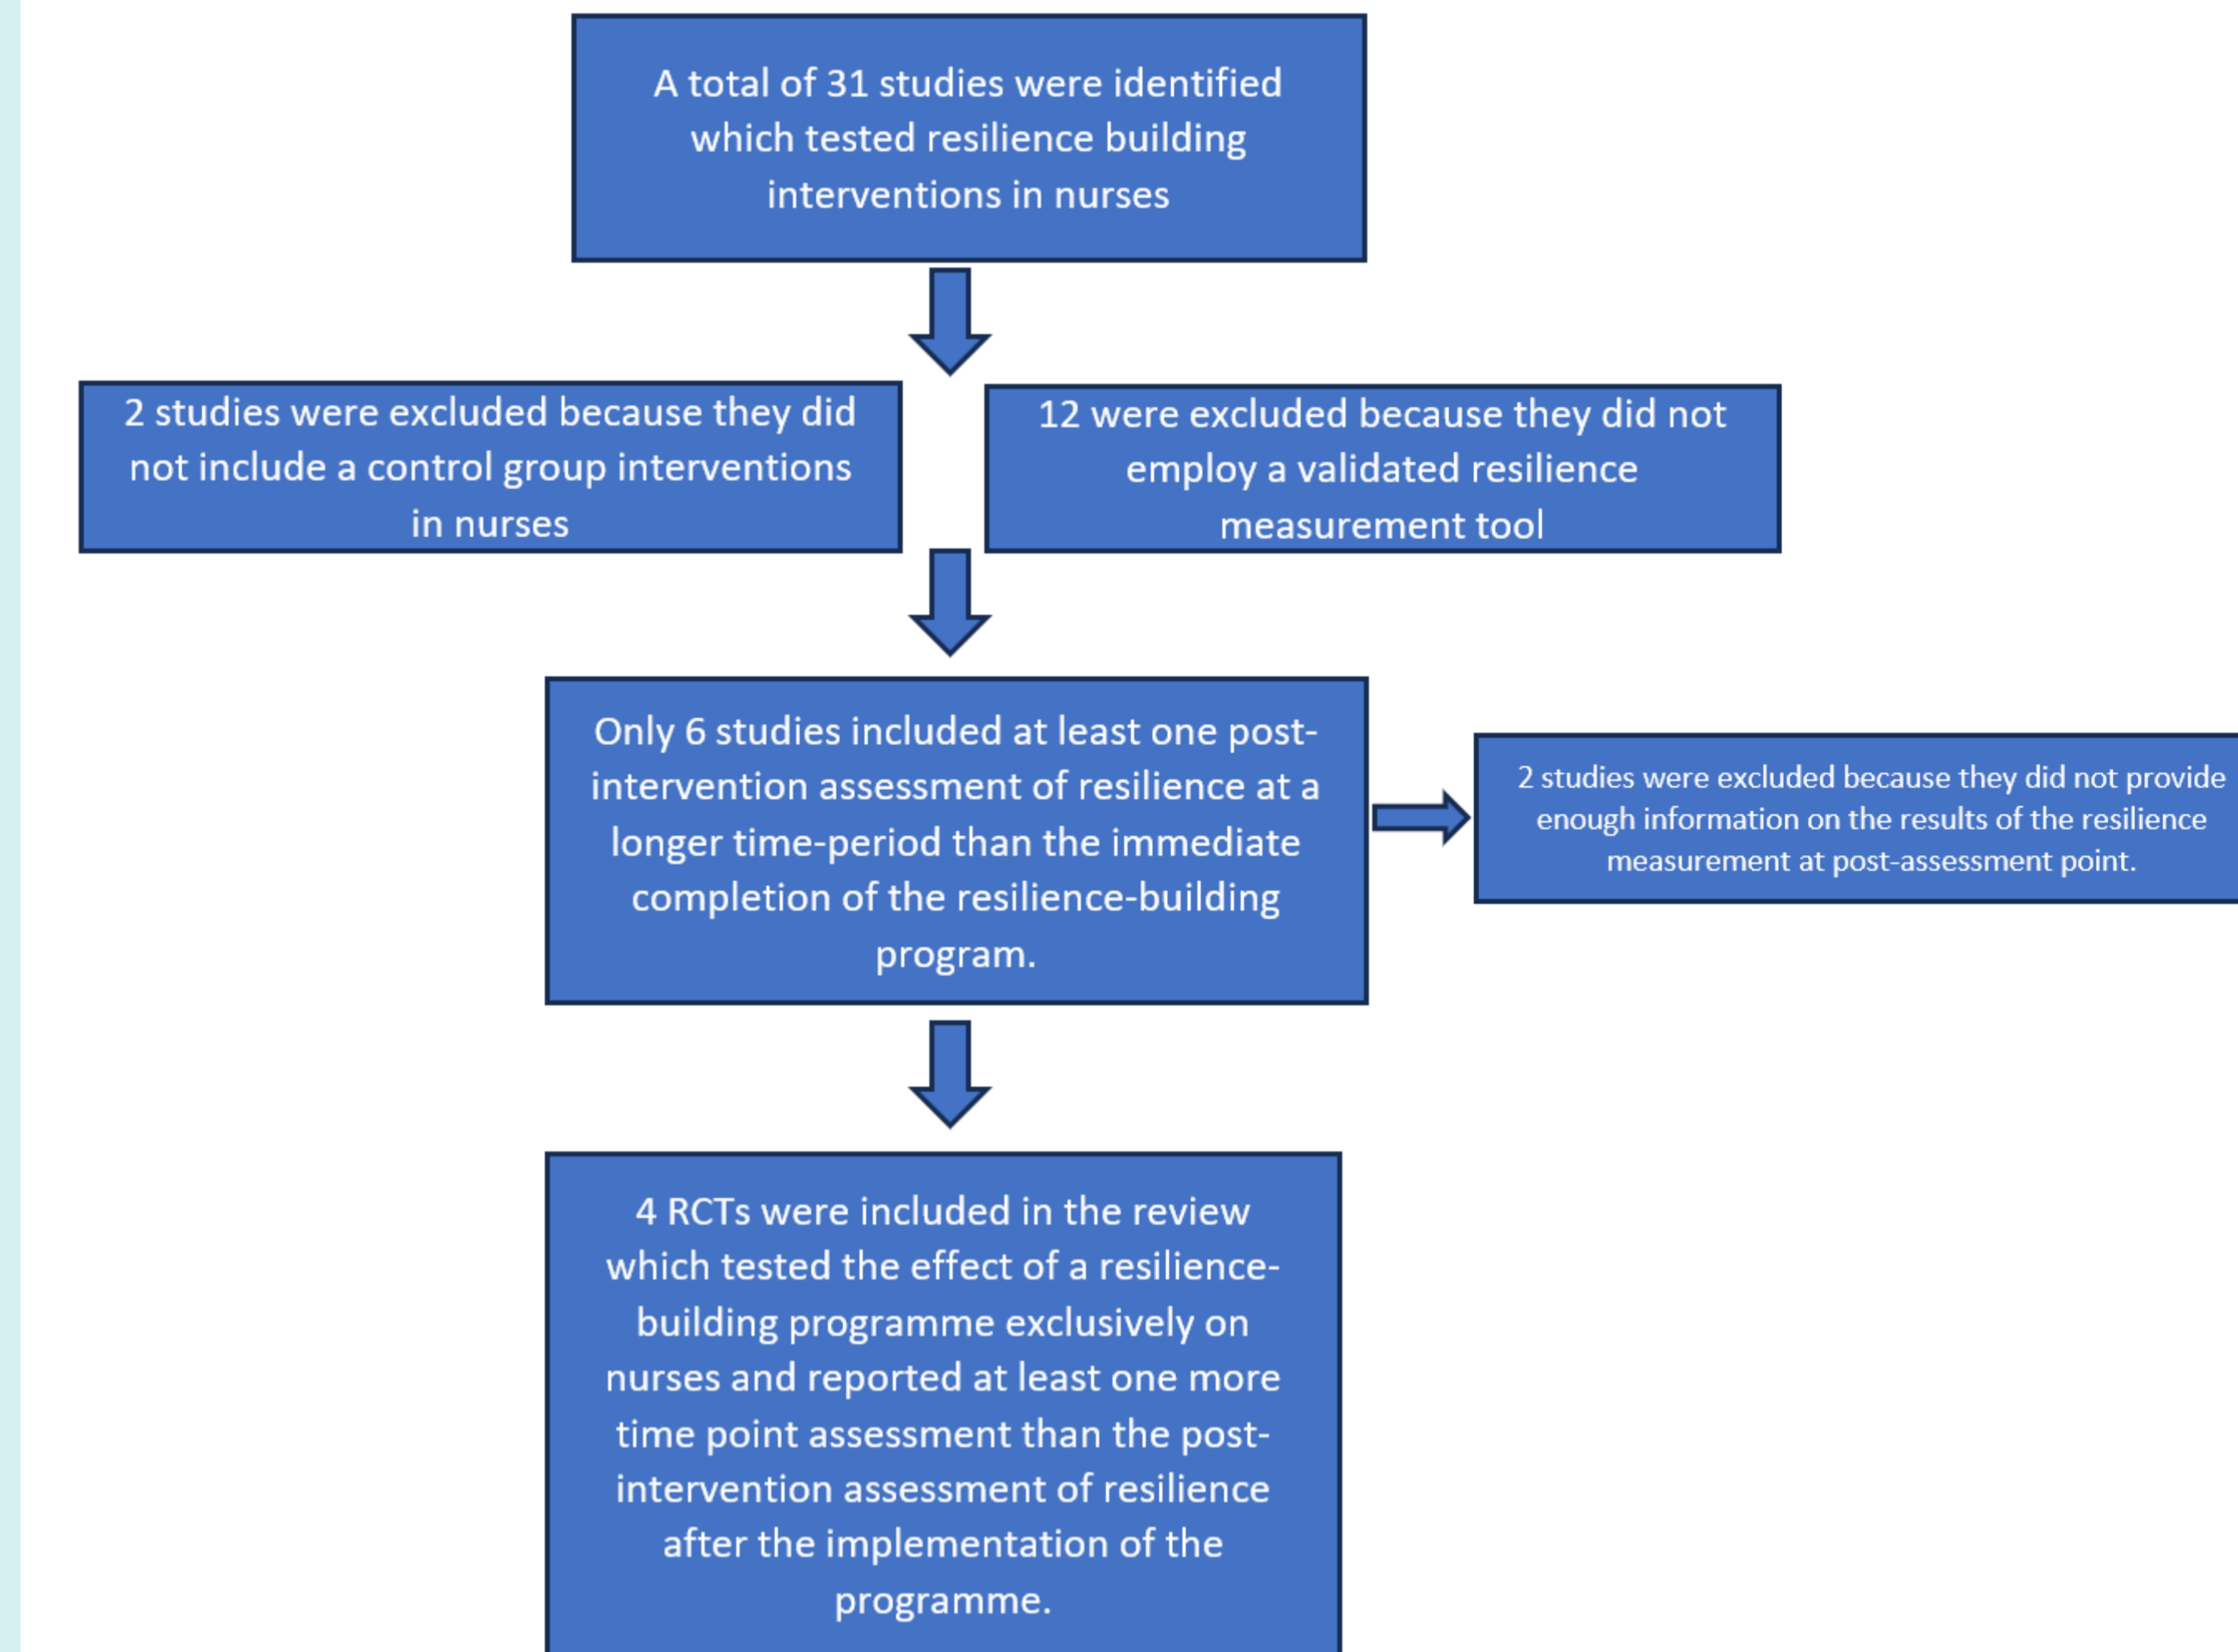 A total of 31 studies were identified
which tested resilience building
interventions in nurses
2 studies were excluded because they did
not include a control group interventions
in nurses
12 were excluded because they did not
employ a validated resilience
measurement tool
Only 6 studies included at least one post-
intervention assessment of resilience at a
longer time-period than the immediate
completion of the resilience-building
program.
2 studies were excluded because they did not provide
enough information on the results of the resilience
measurement at post-assessment point.
4 RCTs were included in the review
which tested the effect of a resilience-
building programme exclusively on
nurses and reported at least one more
time point assessment than the post-
intervention assessment of resilience
after the implementation of the
programme.